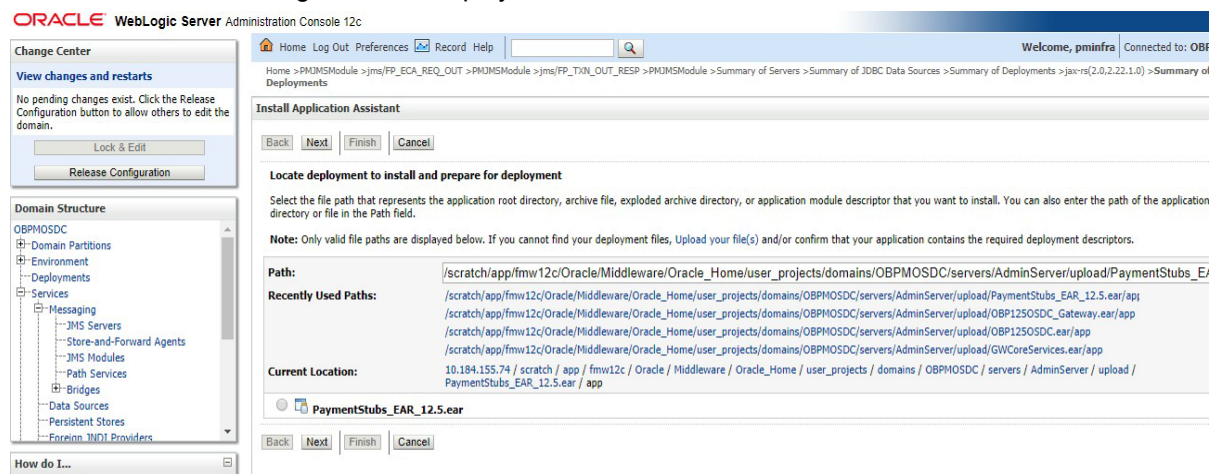 ORACLE WebLogic Server Administration Console 12c
Change Center
View changes and restarts
No pending changes exist. Click the Release
Configuration button to allow others to edit the
domain.
Lock & Edit
Release Configuration
Domain Structure
OBPMOSDC
Domain Partitions
Environment
Deployments
Services
Messaging
JMS Servers
Store-and-Forward Agents
JMS Modules
Path Services
Bridges
Data Sources
Persistent Stores
Foreign JNDI Providers
How do I...
Home Log Out Preferences Record Help
Welcome, pminfra Connected to: OBP
Home >PMJMSModule >jms/FP_ECA_REQ_OUT >PMJMSModule >jms/FP_TXN_OUT_RESP >PMJMSModule >Summary of Servers >Summary of JDBC Data Sources >Summary of Deployments >jax-rs(2.0,2.22.1.0) >Summary of
Deployments
Install Application Assistant
Back Next Finish Cancel
Locate deployment to install and prepare for deployment
Select the file path that represents the application root directory, archive file, exploded archive directory, or application module descriptor that you want to install. You can also enter the path of the application
directory or file in the Path field.
Note: Only valid file paths are displayed below. If you cannot find your deployment files, Upload your file(s) and/or confirm that your application contains the required deployment descriptors.
Path: /scratch/app/fmw12c/Oracle/Middleware/Oracle_Home/user_projects/domains/OBPMOSDC/servers/AdminServer/upload/PaymentStubs_EA
Recently Used Paths: /scratch/app/fmw12c/Oracle/Middleware/Oracle_Home/user_projects/domains/OBPMOSDC/servers/AdminServer/upload/PaymentStubs_EAR_12.5.ear/app
/scratch/app/fmw12c/Oracle/Middleware/Oracle_Home/user_projects/domains/OBPMOSDC/servers/AdminServer/upload/OBP125OSDC_Gateway.ear/app
/scratch/app/fmw12c/Oracle/Middleware/Oracle_Home/user_projects/domains/OBPMOSDC/servers/AdminServer/upload/OBP125OSDC.ear/app
/scratch/app/fmw12c/Oracle/Middleware/Oracle_Home/user_projects/domains/OBPMOSDC/servers/AdminServer/upload/GWCoreServices.ear/app
Current Location: 10.184.155.74 / scratch / app / fmw12c / Oracle / Middleware / Oracle_Home / user_projects / domains / OBPMOSDC / servers / AdminServer / upload /
PaymentStubs_EAR_12.5.ear / app
PaymentStubs_EAR_12.5.ear
Back Next Finish Cancel